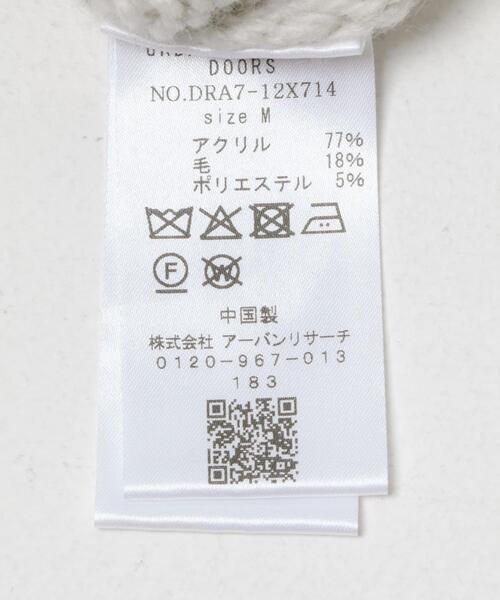 DOORS
NO.DRA7-12X714
size M
アクリル 77%
毛 18%
ポリエステル 5%
F W
中国製
株式会社 アーバンリサーチ
0120-967-013
183